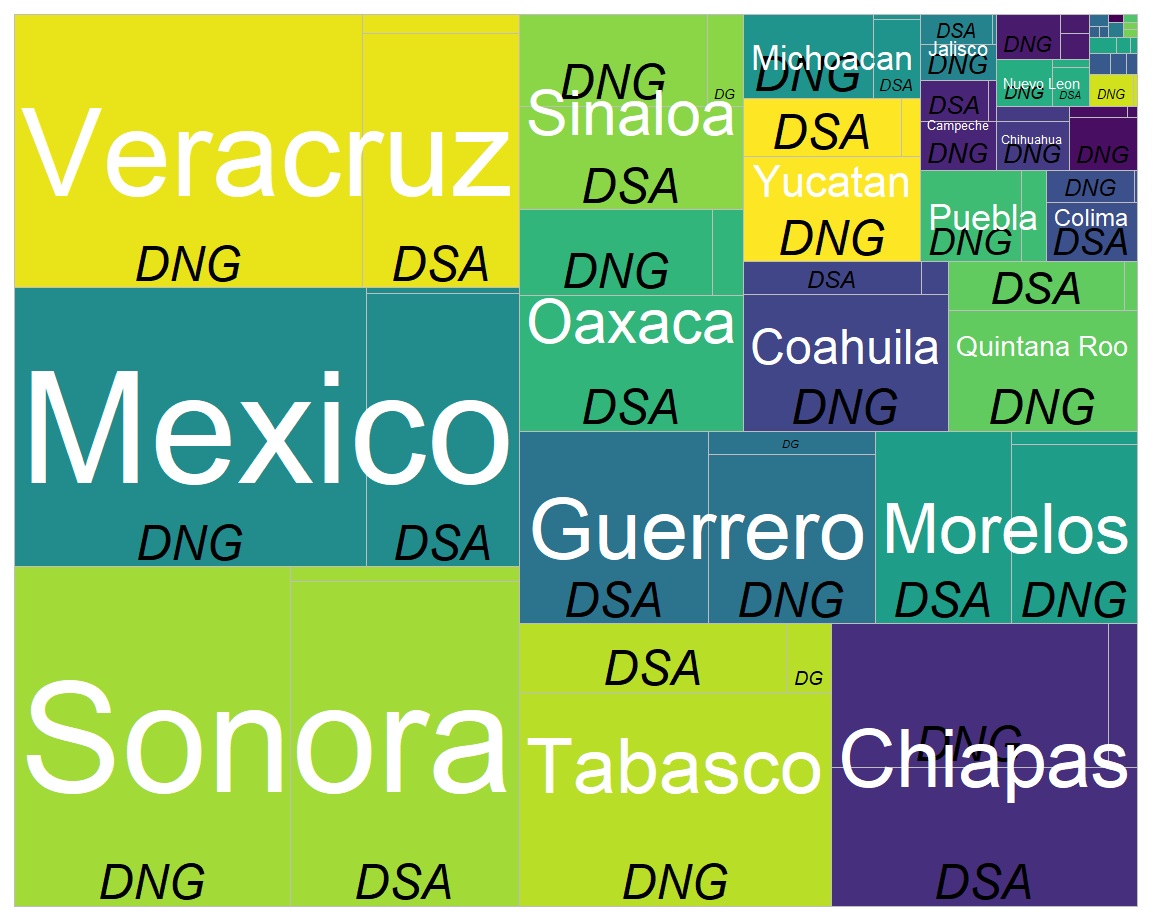 Veracruz
DNG
DSA
Mexico
DNG
DSA
Sonora
DNG
DSA
DNG
DG
Sinaloa
DSA
DNG
Oaxaca
DSA
Michoacan
DNG
DSA
DSA
Yucatan
DNG
DSA
Coahuila
DNG
DSA
Quintana Roo
DNG
DSA
Jalisco
DNG
DSA
Campeche
DNG
DNG
Nuevo Leon
DNG
DSA
DNG
Chihuahua
DNG
DNG
Puebla
DNG
DNG
Colima
DSA
Guerrero
DSA
DG
DNG
Morelos
DSA
DNG
DSA
DG
Tabasco
DNG
DNG
Chiapas
DSA